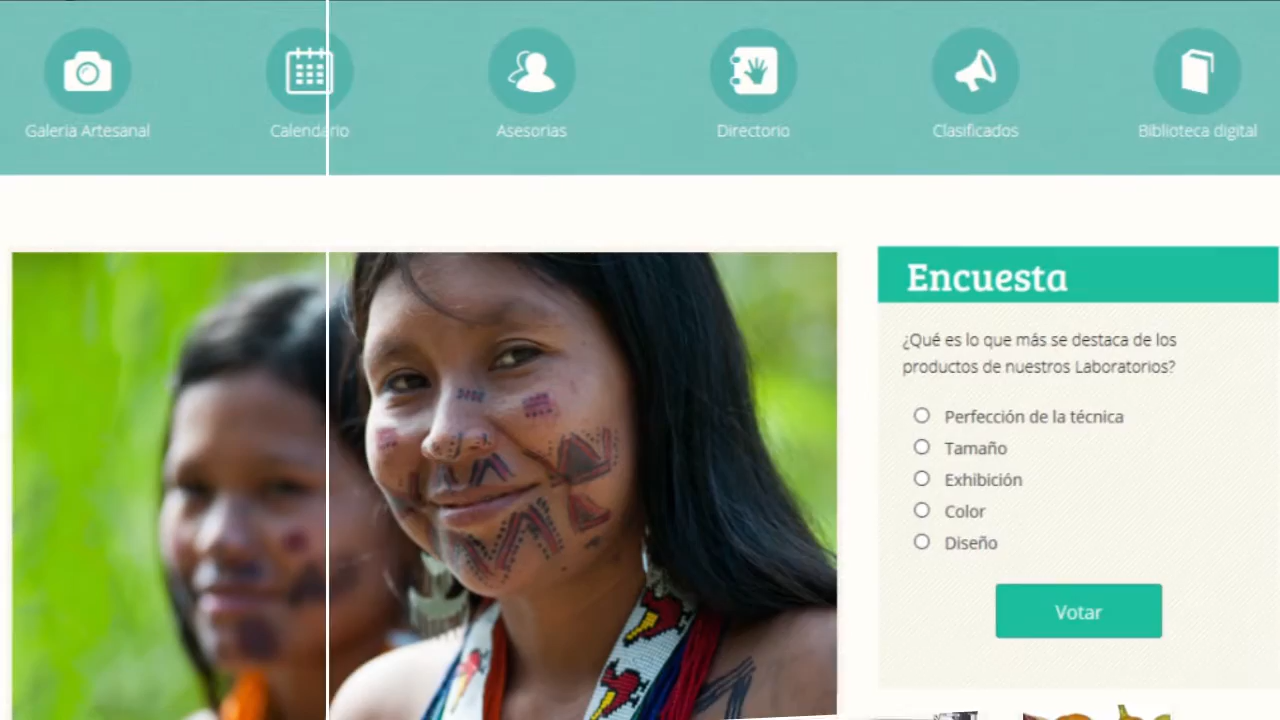 Galeria Artesanal
Calendario
Asesorias
Directorio
Clasificados
Biblioteca digital
Encuesta
¿Qué es lo que más se destaca de los
productos de nuestros Laboratorios?
Perfección de la técnica
Tamaño
Exhibición
Color
Diseño
Votar